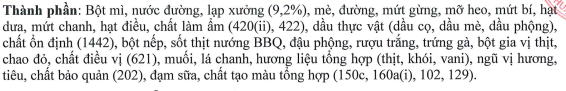 Thành phần: Bột mì, nước đường, lạp xưởng (9,2%), mè, đường, mứt gừng, mỡ heo, mứt bí, hạt
dưa, mứt chanh, hạt điều, chất làm ẩm (420(ii), 422), dầu thực vật (dầu cọ, dầu mè, dầu phộng),
chất ổn định (1442), bột nếp, sốt thịt nướng BBQ, đậu phộng, rượu trắng, trứng gà, bột gia vị thịt,
chao đỏ, chất điều vị (621), muối, lá chanh, hương liệu tổng hợp (thịt, khói, vani), ngũ vị hương,
tiêu, chất bảo quản (202), đạm sữa, chất tạo màu tổng hợp (150c, 160a(i), 102, 129).